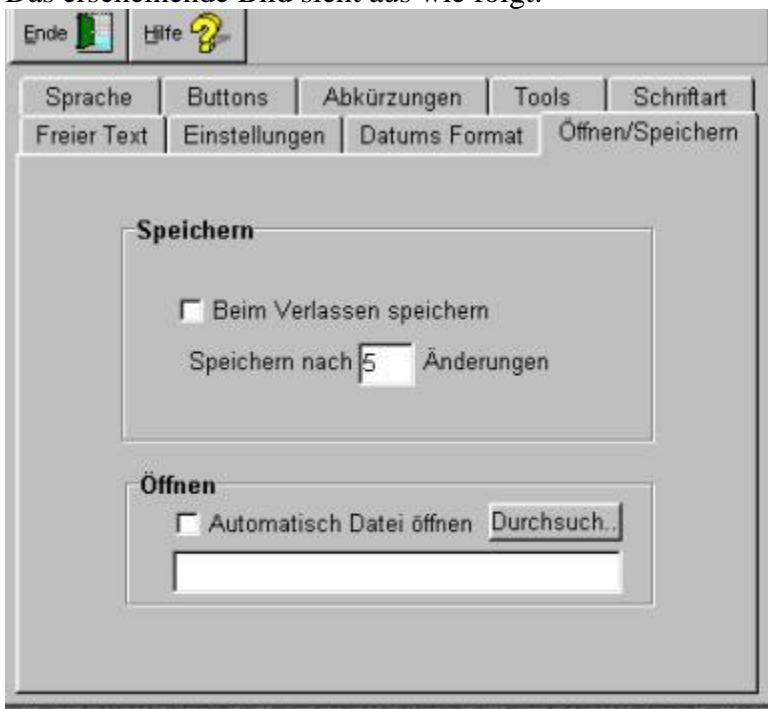 Das erscheinende Bild sieht aus wie folgt:
Ende Hilfe
Sprache Buttons Abkürzungen Tools Schriftart
Freier Text Einstellungen Datums Format Öffnen/Speichern
Speichern
Beim Verlassen speichern
Speichern nach 5 Änderungen
Öffnen
Automatisch Datei öffnen Durchsuch..